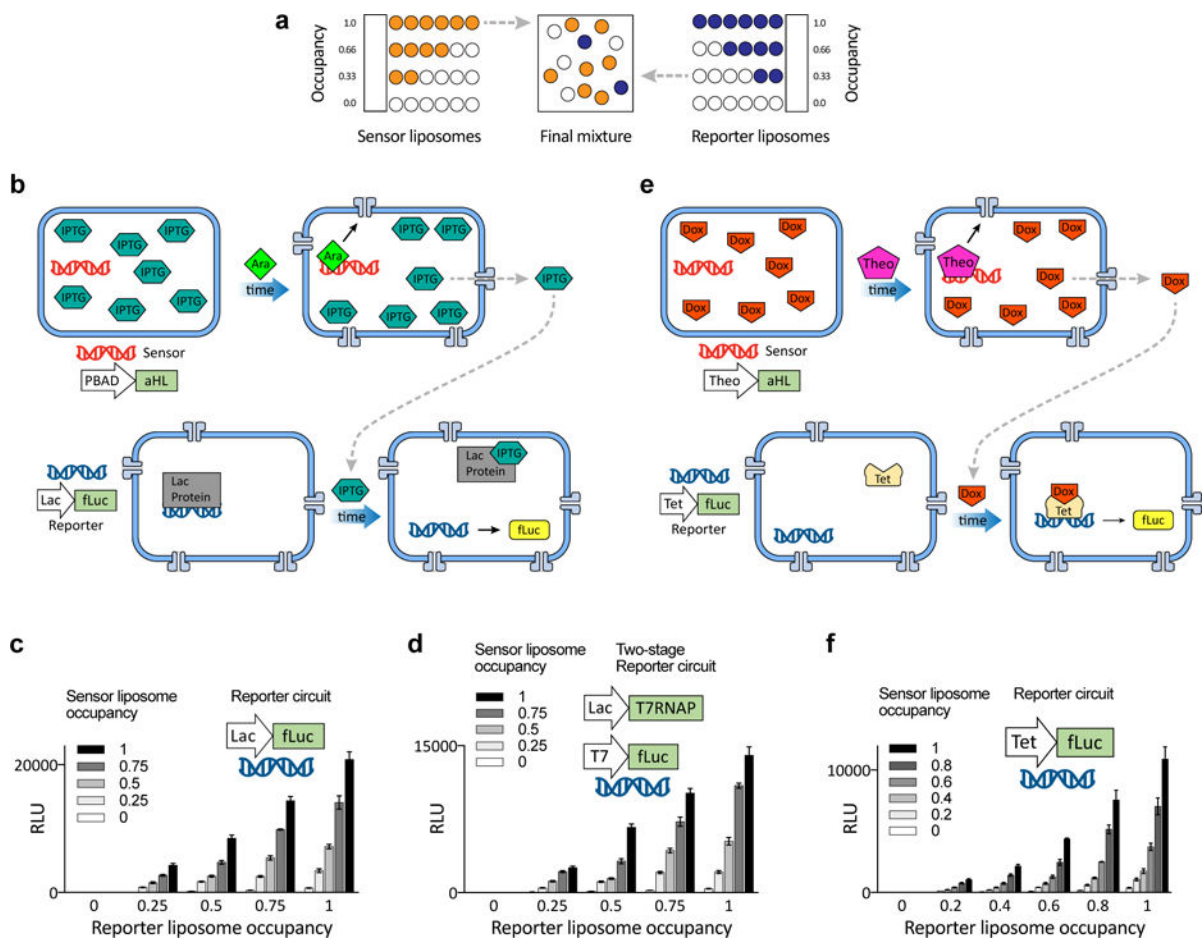 a
Occupancy
1.0
0.66
0.33
0.0
Sensor liposomes
Final mixture
1.0
0.66
0.33
0.0
Occupancy
Reporter liposomes
b
IPTG
IPTG
IPTG
IPTG
IPTG
IPTG
IPTG
IPTG
Ara
time
Ara
IPTG
IPTG
IPTG
IPTG
IPTG
IPTG
IPTG
IPTG
Sensor
PBAD
aHL
Lac
fLuc
Reporter
Lac
Protein
IPTG
time
Lac
Protein
IPTG
fLuc
e
Dox
Dox
Dox
Dox
Dox
Dox
Dox
Dox
Theo
time
Theo
Dox
Dox
Dox
Dox
Dox
Dox
Dox
Dox
Sensor
Theo
aHL
Tet
fLuc
Reporter
Tet
Dox
time
Dox
Tet
fLuc
c
Sensor liposome
occupancy
1
0.75
0.5
0.25
0
Reporter circuit
Lac
fLuc
RLU
20000
0
0 0.25 0.5 0.75 1
Reporter liposome occupancy
d
Sensor liposome
occupancy
1
0.75
0.5
0.25
0
Two-stage
Reporter circuit
Lac
T7RNAP
T7
fLuc
RLU
15000
0
0 0.25 0.5 0.75 1
Reporter liposome occupancy
f
Sensor liposome
occupancy
1
0.8
0.6
0.4
0.2
0
Reporter circuit
Tet
fLuc
RLU
10000
0
0 0.2 0.4 0.6 0.8 1
Reporter liposome occupancy